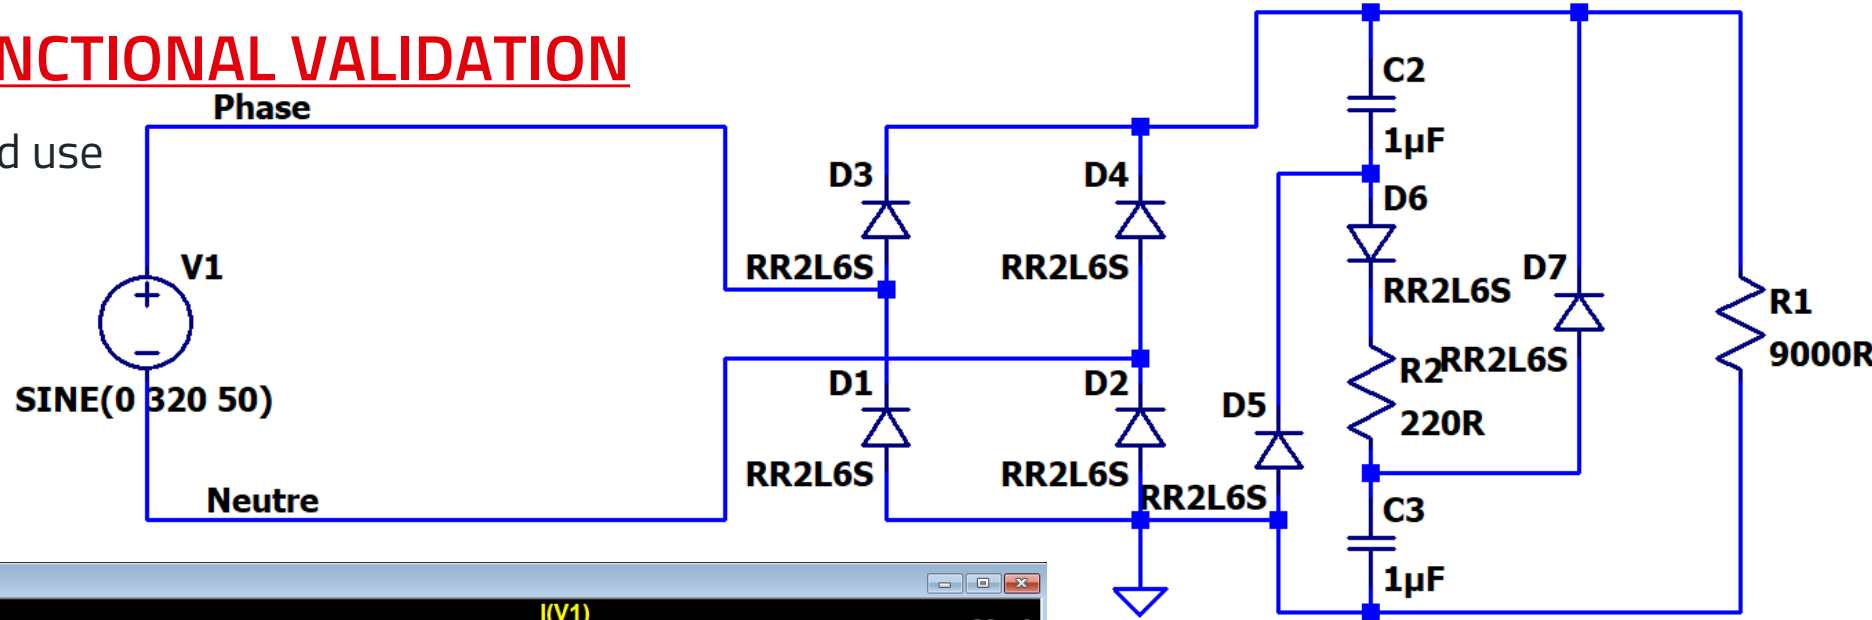 NCTIONAL VALIDATION
Phase
d use
V1
SINE(0 320 50)
Neutre
D3
RR2L6S
D4
RR2L6S
D1
RR2L6S
D2
RR2L6S
D5
RR2L6S
C2
1µF
D6
RR2L6S
R2
220R
D7
RR2L6S
C3
1µF
R1
9000R
I(V1)